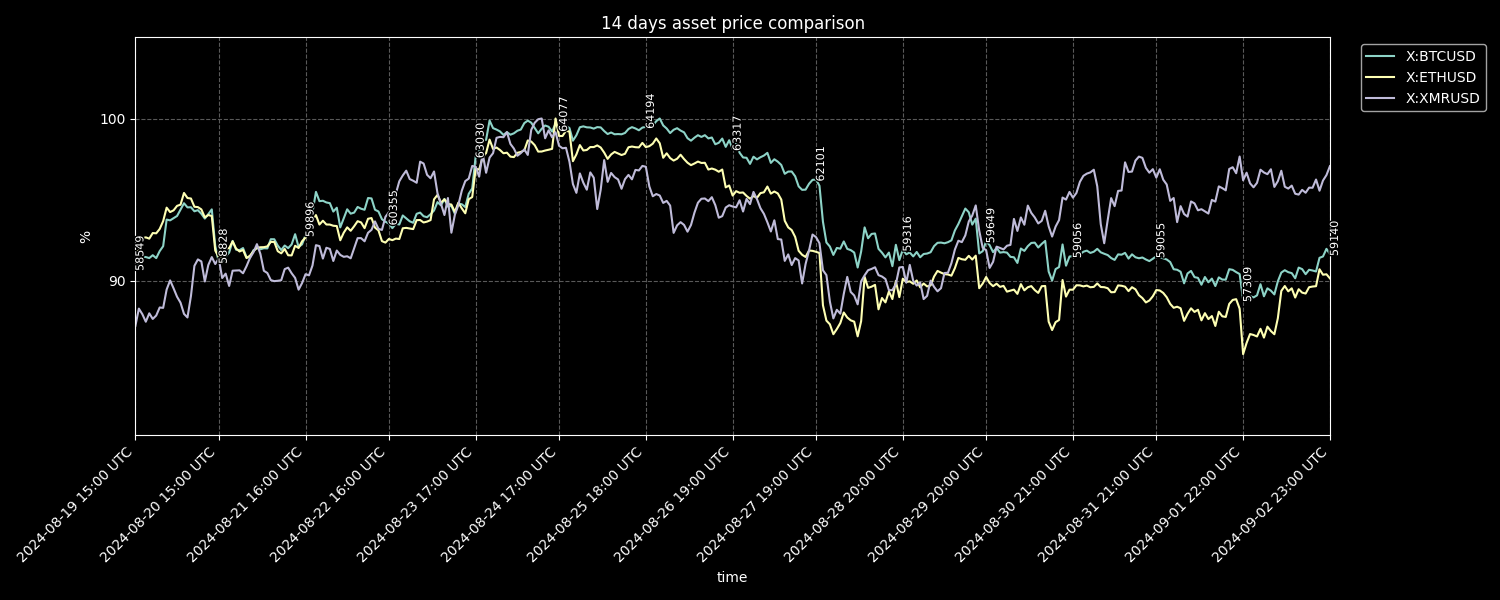 14 days asset price comparison
X:BTCUSD
X:ETHUSD
X:XMRUSD
100
90
%
58549
58828
59896
60355
63030
64077
64194
63317
62101
59316
59649
59056
59055
57309
59140
2024-08-19 15:00 UTC
2024-08-20 15:00 UTC
2024-08-21 16:00 UTC
2024-08-22 16:00 UTC
2024-08-23 17:00 UTC
2024-08-24 17:00 UTC
2024-08-25 18:00 UTC
2024-08-26 19:00 UTC
2024-08-27 19:00 UTC
2024-08-28 20:00 UTC
2024-08-29 20:00 UTC
2024-08-30 21:00 UTC
2024-08-31 21:00 UTC
2024-09-01 22:00 UTC
2024-09-02 23:00 UTC
time